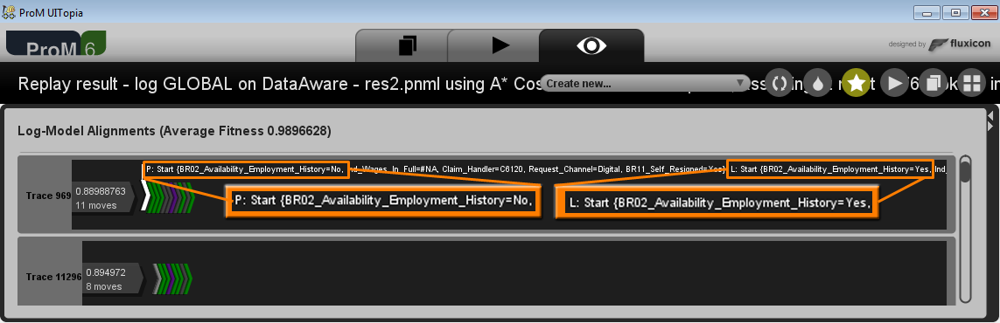 ProM UITopia
ProM 6
designed by fluxicon
Replay result - log GLOBAL on DataAware - res2.pnml using A* Cos
Create new...
Log-Model Alignments (Average Fitness 0.9896628)
P: Start {BR02_Availability_Employment_History=No, nd_Wages_In_Full=#NA, Claim_Handler=C6120, Request_Channel=Digital, BR11_Self_Resigned=Yes} L: Start {BR02_Availability_Employment_History=Yes, Ind
Trace 969
0.88988763
11 moves
P: Start {BR02_Availability_Employment_History=No,
L: Start {BR02_Availability_Employment_History=Yes,
Trace 11296
0.894972
8 moves